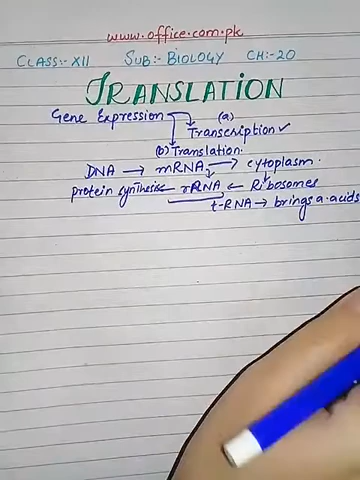 www.office.com.pk
CLASS:- XII SUB:- BIOLOGY CH:-20
TRANSLATION
Gene Expression → (a)
Transcription ✓
(b) Translation.
DNA → mRNA → cytoplasm.
protein synthesis ← rRNA ← Ribosomes
t-RNA → brings a.acids